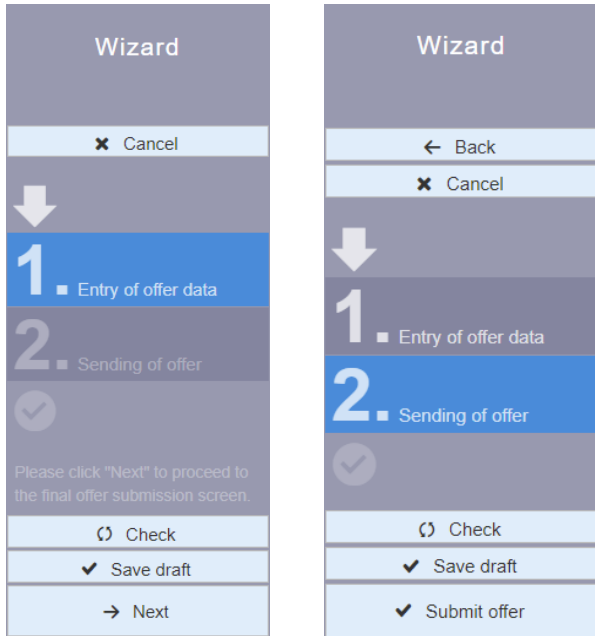 Wizard
Cancel
1. Entry of offer data
2. Sending of offer
Please click "Next" to proceed to
the final offer submission screen.
Check
Save draft
Next
Wizard
Back
Cancel
1. Entry of offer data
2. Sending of offer
Check
Save draft
Submit offer